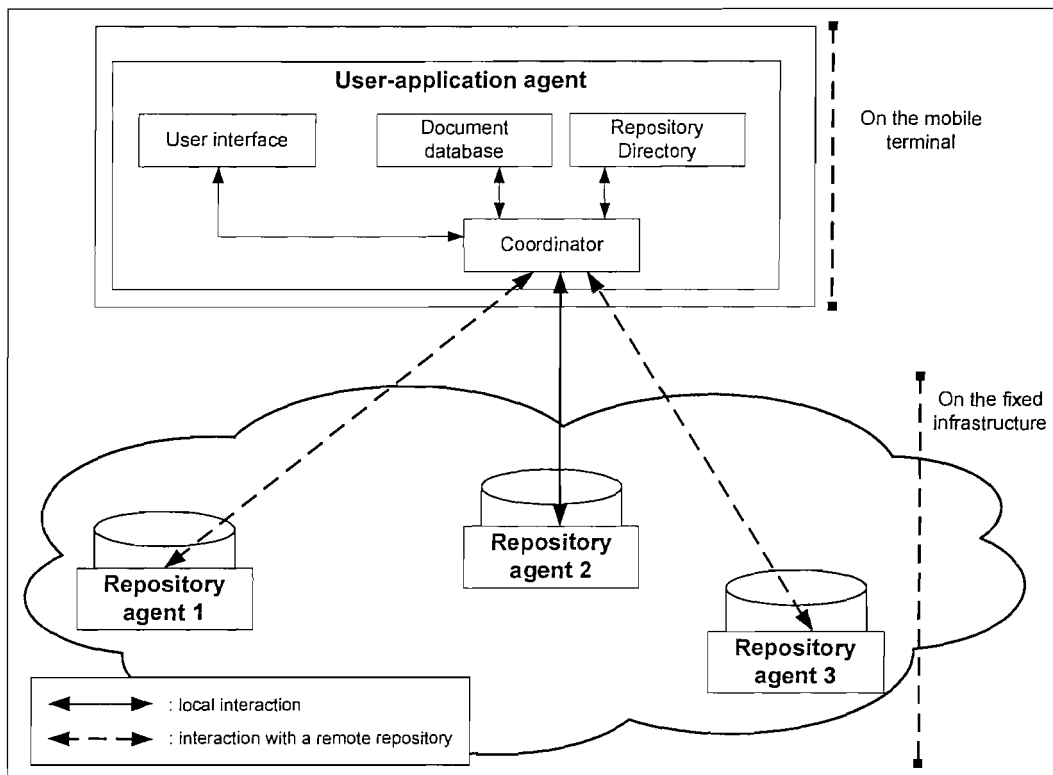 User-application agent
User interface
Document
database
Repository
Directory
Coordinator
On the mobile
terminal
On the fixed
infrastructure
Repository
agent 1
Repository
agent 2
Repository
agent 3
: local interaction
: interaction with a remote repository